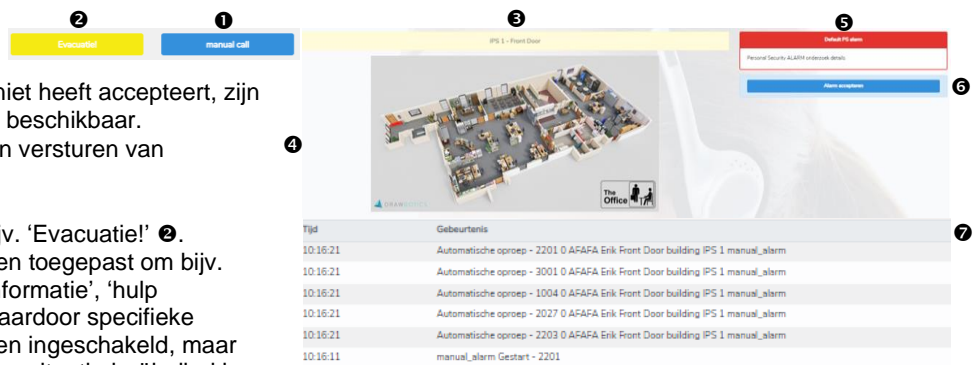 ❷ ❶ ❸ ❺
Evacuatie! manual call
IPS 1 - Front Door
Default PS alarm
Personal Security ALARM onderzoek details
Alarm accepteren ❻
niet heeft accepteert, zijn
beschikbaar.
n versturen van ❹
The
Office
jv. ‘Evacuatie!’ ❷.
en toegepast om bijv.
nformatie’, ‘hulp
aardoor specifieke
en ingeschakeld, maar
Tijd Gebeurtenis ❼
10:16:21 Automatische oproep - 2201 0 AFAFA Erik Front Door building IPS 1 manual_alarm
10:16:21 Automatische oproep - 3001 0 AFAFA Erik Front Door building IPS 1 manual_alarm
10:16:21 Automatische oproep - 1004 0 AFAFA Erik Front Door building IPS 1 manual_alarm
10:16:21 Automatische oproep - 2027 0 AFAFA Erik Front Door building IPS 1 manual_alarm
10:16:21 Automatische oproep - 2203 0 AFAFA Erik Front Door building IPS 1 manual_alarm
10:16:11 manual_alarm Gestart - 2201